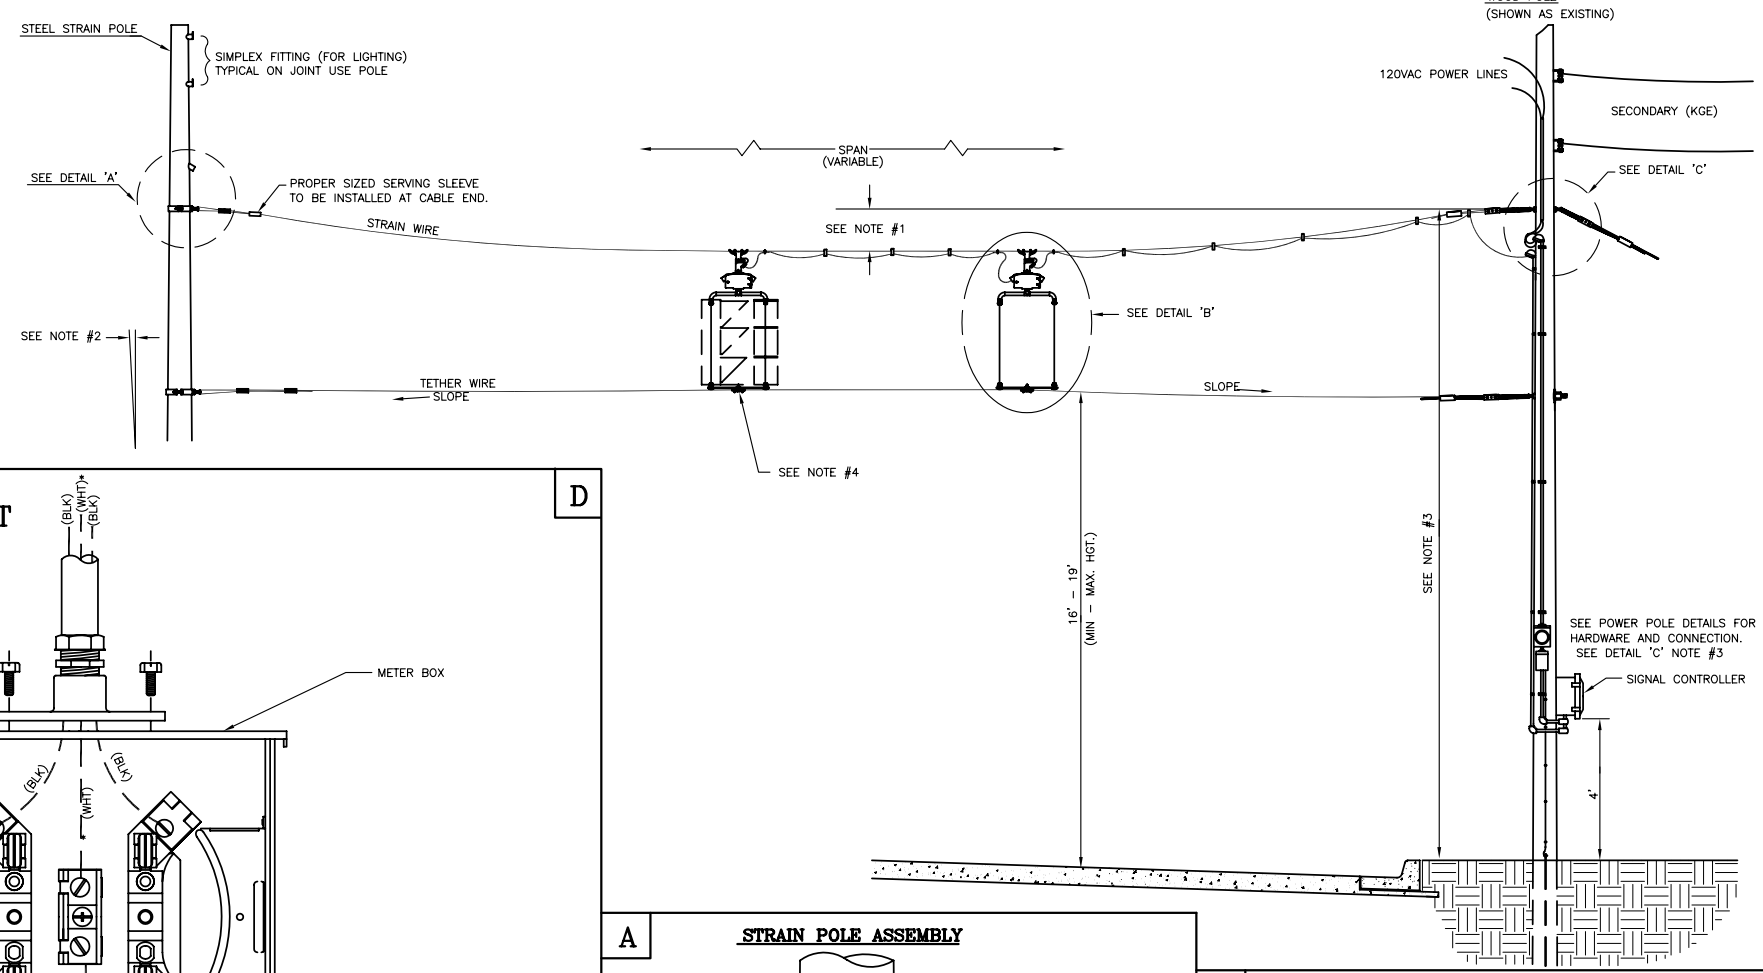 (SHOWN AS EXISTING)
STEEL STRAIN POLE
SIMPLEX FITTING (FOR LIGHTING)
TYPICAL ON JOINT USE POLE
120VAC POWER LINES
SECONDARY (KGE)
SPAN
(VARIABLE)
SEE DETAIL 'A'
PROPER SIZED SERVING SLEEVE
TO BE INSTALLED AT CABLE END.
SEE DETAIL 'C'
STRAIN WIRE
SEE NOTE #1
SEE DETAIL 'B'
SEE NOTE #2
TETHER WIRE
SLOPE
SLOPE
SEE NOTE #4
SEE NOTE #3
16' - 19'
(MIN - MAX. HGT.)
SEE POWER POLE DETAILS FOR
HARDWARE AND CONNECTION.
SEE DETAIL 'C' NOTE #3
SIGNAL CONTROLLER
4'
D
T
(BLK)
(WHT)*
(BLK)
METER BOX
(BLK)
(BLK)
(WHT)
*
A
STRAIN POLE ASSEMBLY